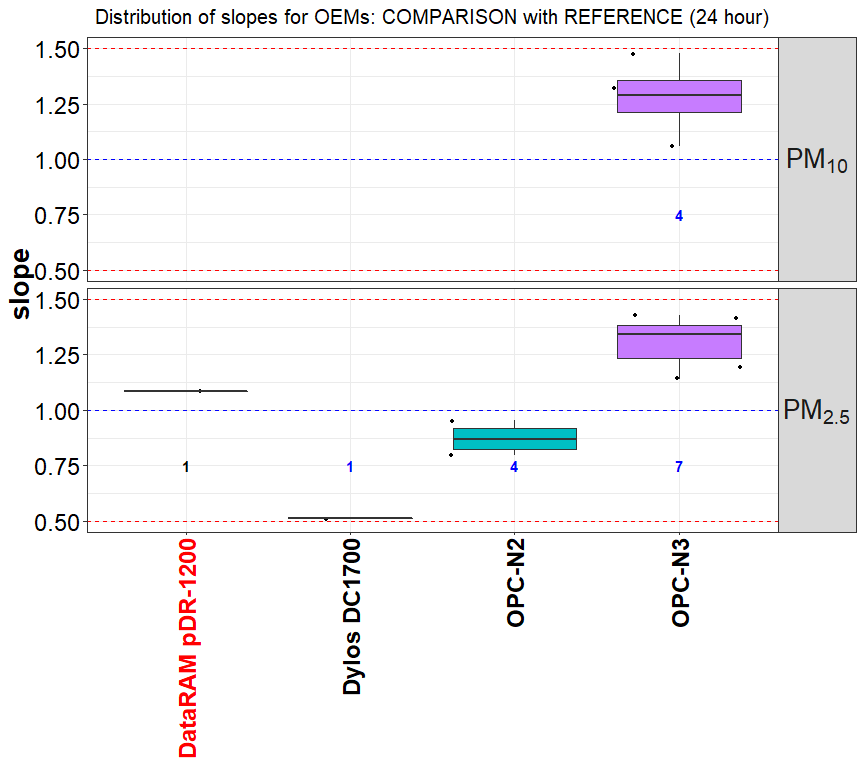 Distribution of slopes for OEMs: COMPARISON with REFERENCE (24 hour)
slope
1.50
1.25
1.00
0.75
0.50
4
PM10
1.50
1.25
1.00
0.75
0.50
1
1
4
7
PM2.5
DataRAM pDR-1200
Dylos DC1700
OPC-N2
OPC-N3